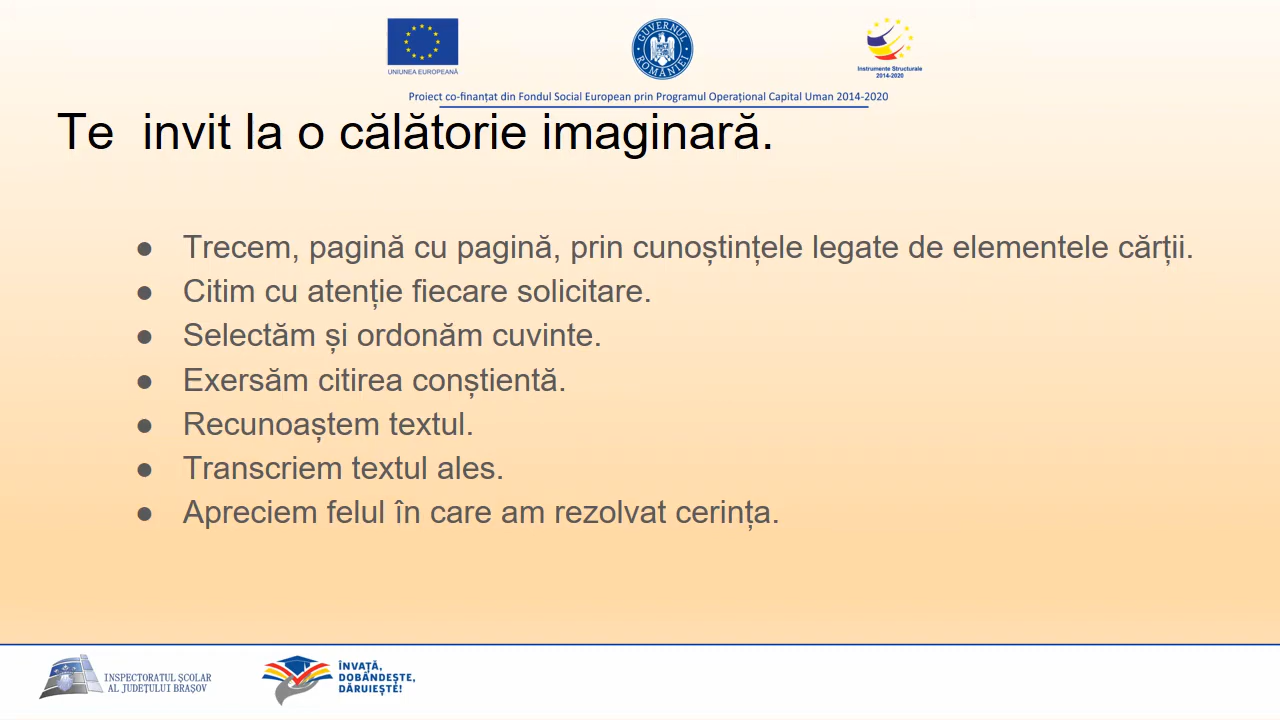 UNIUNEA EUROPEANĂ
GUVERNUL ROMÂNIEI
Instrumente Structurale
2014-2020
Proiect co-finanțat din Fondul Social European prin Programul Operațional Capital Uman 2014-2020
Te  invit la o călătorie imaginară.
● Trecem, pagină cu pagină, prin cunoștințele legate de elementele cărții.
● Citim cu atenție fiecare solicitare.
● Selectăm și ordonăm cuvinte.
● Exersăm citirea conștientă.
● Recunoaștem textul.
● Transcriem textul ales.
● Apreciem felul în care am rezolvat cerința.
INSPECTORATUL ȘCOLAR
AL JUDEȚULUI BRAȘOV
ÎNVAȚĂ,
DOBÂNDEȘTE,
DĂRUIEȘTE!